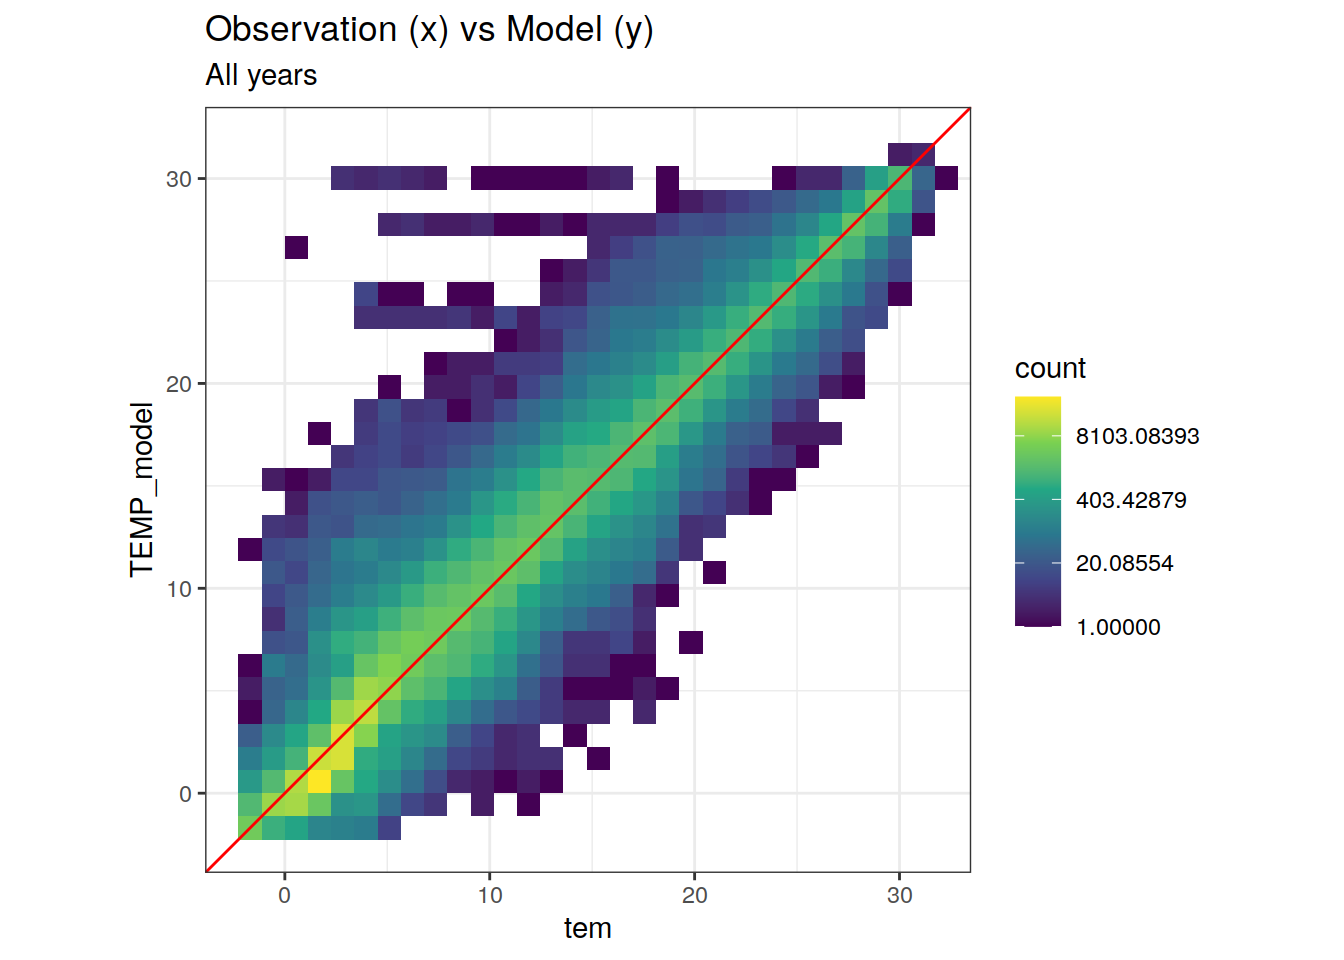 Observation (x) vs Model (y)
All years
30
20
10
0
TEMP_model
0 10 20 30
tem
count
8103.08393
403.42879
20.08554
1.00000